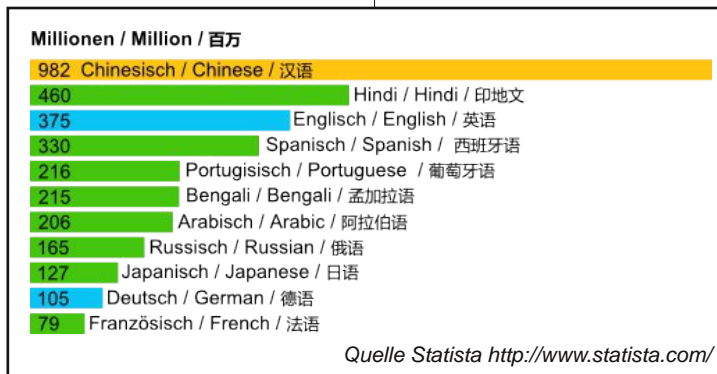 Millionen / Million / 百万
982 Chinesisch / Chinese / 汉语
460 Hindi / Hindi / 印地文
375 Englisch / English / 英语
330 Spanisch / Spanish / 西班牙语
216 Portugisisch / Portuguese / 葡萄牙语
215 Bengali / Bengali / 孟加拉语
206 Arabisch / Arabic / 阿拉伯语
165 Russisch / Russian / 俄语
127 Japanisch / Japanese / 日语
105 Deutsch / German / 德语
79 Französisch / French / 法语
Quelle Statista http://www.statista.com/